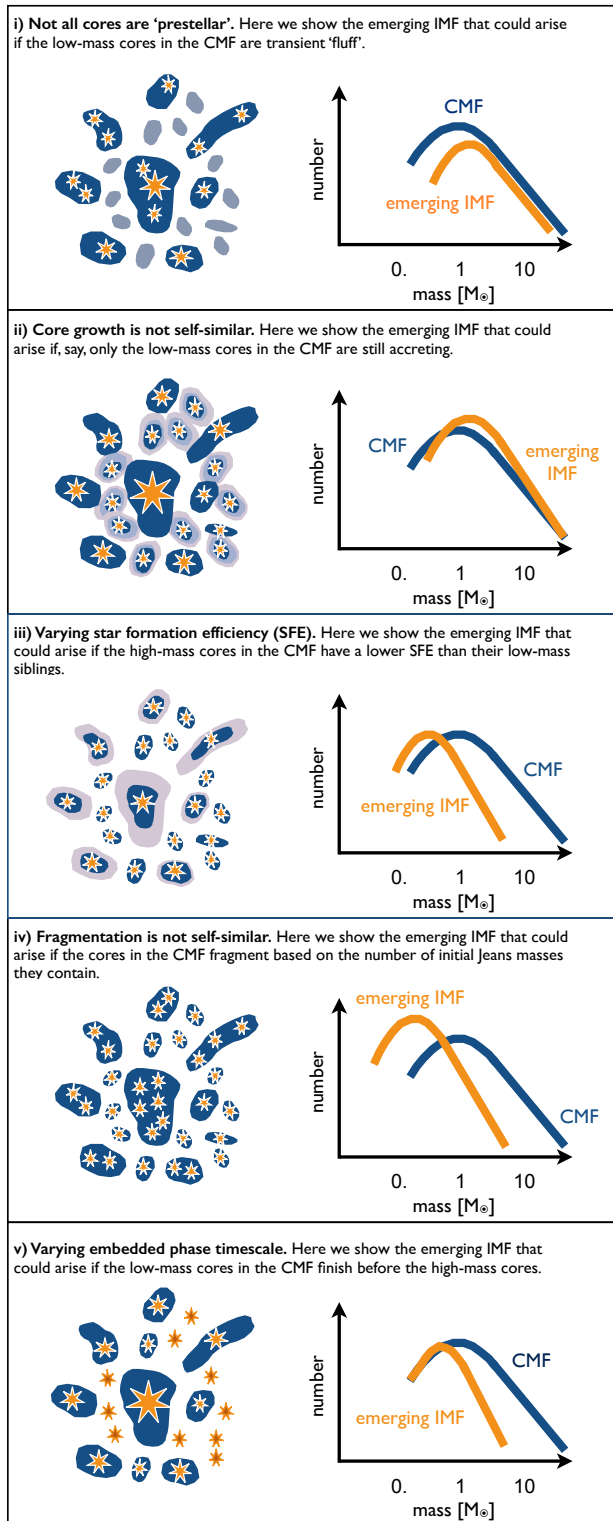 i) Not all cores are ‘prestellar’. Here we show the emerging IMF that could arise
if the low-mass cores in the CMF are transient ‘fluff’.
CMF
number
emerging IMF
0. 1 10
mass [M⊙]
ii) Core growth is not self-similar. Here we show the emerging IMF that could
arise if, say, only the low-mass cores in the CMF are still accreting.
number
CMF
emerging
IMF
0. 1 10
mass [M⊙]
iii) Varying star formation efficiency (SFE). Here we show the emerging IMF that
could arise if the high-mass cores in the CMF have a lower SFE than their low-mass
siblings.
number
CMF
emerging IMF
0. 1 10
mass [M⊙]
iv) Fragmentation is not self-similar. Here we show the emerging IMF that could
arise if the cores in the CMF fragment based on the number of initial Jeans masses
they contain.
emerging IMF
number
CMF
0. 1 10
mass [M⊙]
v) Varying embedded phase timescale. Here we show the emerging IMF that
could arise if the low-mass cores in the CMF finish before the high-mass cores.
number
CMF
emerging IMF
0. 1 10
mass [M⊙]